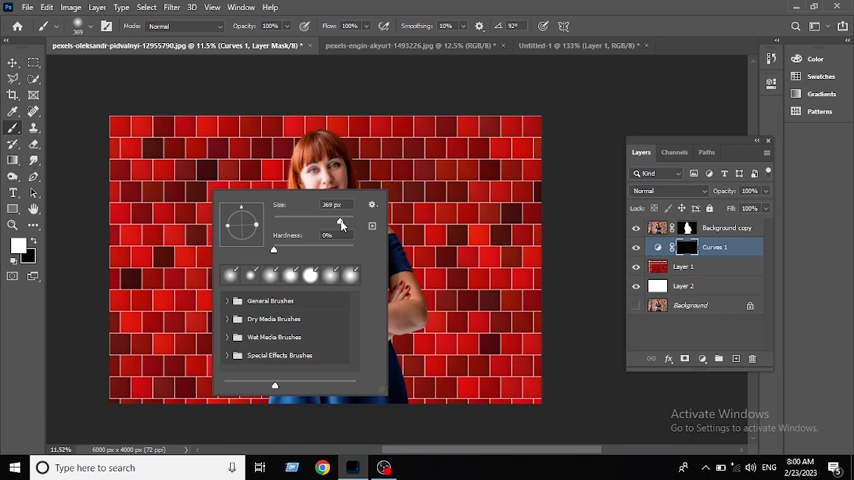 Ps File Edit Image Layer Type Select Filter 3D View Window Help
369 Mode: Normal Opacity: 100% Flow: 100% Smoothing: 10% 92°
pexels-oleksandr-pidvalnyi-12955790.jpg @ 11.5% (Curves 1, Layer Mask/8) * × pexels-engin-akyurt-1493226.jpg @ 12.5% (RGB/8) * × Untitled-1 @ 133% (Layer 1, RGB/8) * ×
Color
Swatches
Gradients
Patterns
Layers Channels Paths
Kind
Normal Opacity: 100%
Lock: Fill: 100%
Background copy
Curves 1
Layer 1
Layer 2
Background
Size: 369 px
Hardness: 0%
General Brushes
Dry Media Brushes
Wet Media Brushes
Special Effects Brushes
Activate Windows
Go to Settings to activate Windows.
11.52% 6000 px x 4000 px (72 ppi)
Type here to search
ENG
8:00 AM
2/23/2023
5